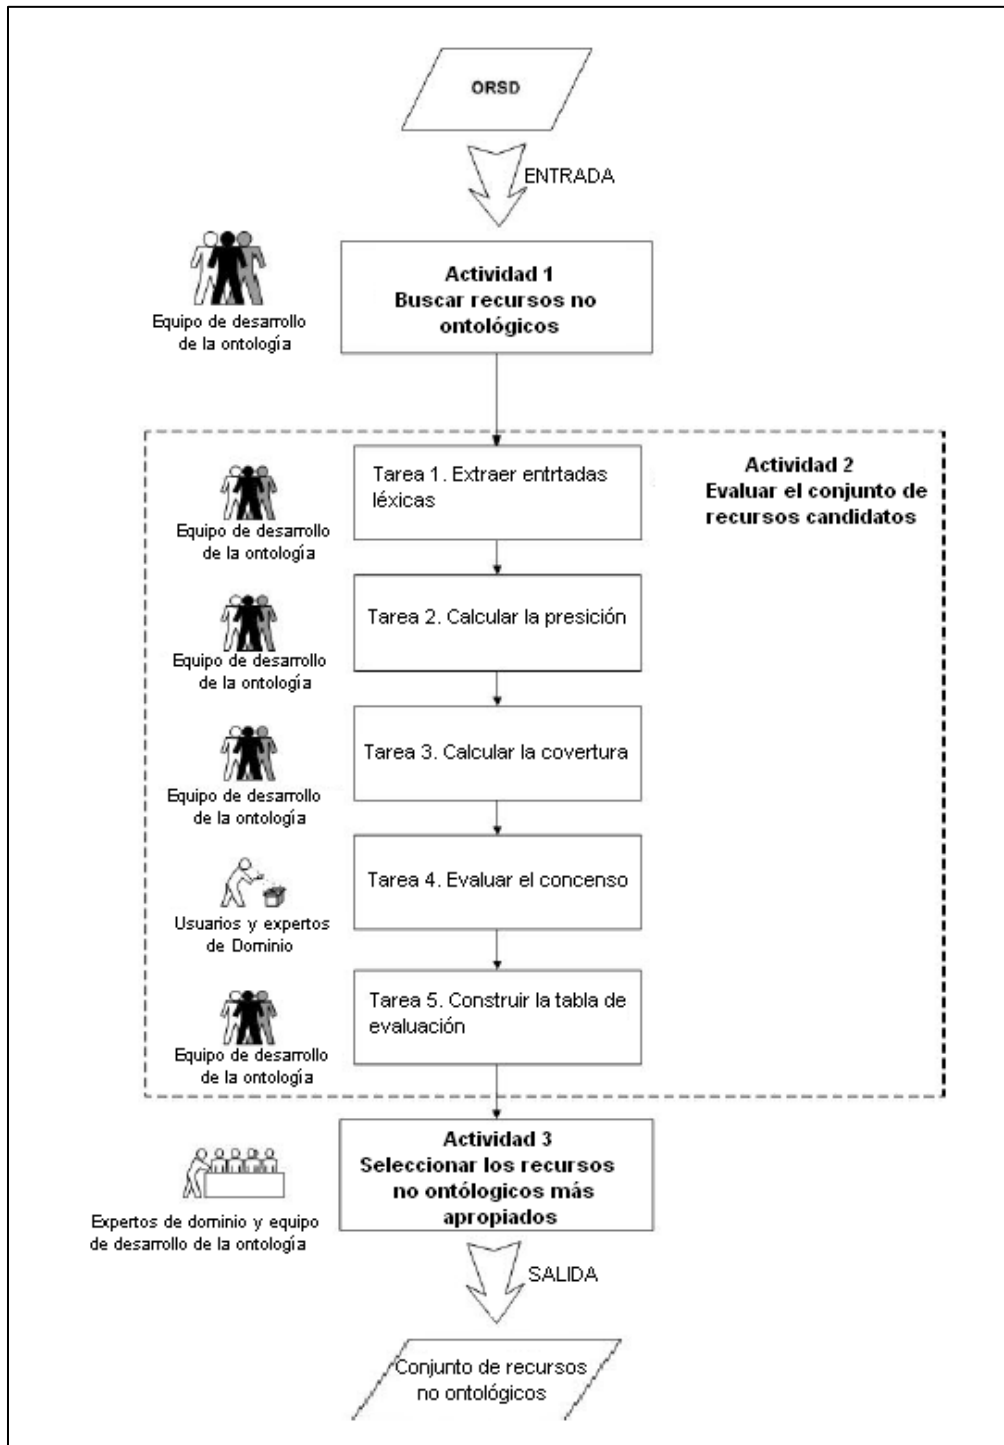 ORSD
ENTRADA
Actividad 1
Buscar recursos no
ontológicos
Equipo de desarrollo
de la ontología
Tarea 1. Extraer entrtadas
léxicas
Actividad 2
Evaluar el conjunto de
recursos candidatos
Equipo de desarrollo
de la ontología
Tarea 2. Calcular la presición
Equipo de desarrollo
de la ontología
Tarea 3. Calcular la covertura
Equipo de desarrollo
de la ontología
Tarea 4. Evaluar el concenso
Usuarios y expertos
de Dominio
Tarea 5. Construir la tabla de
evaluación
Equipo de desarrollo
de la ontología
Actividad 3
Seleccionar los recursos
no ontólogicos más
apropiados
Expertos de dominio y equipo
de desarrollo de la ontología
SALIDA
Conjunto de recursos
no ontológicos